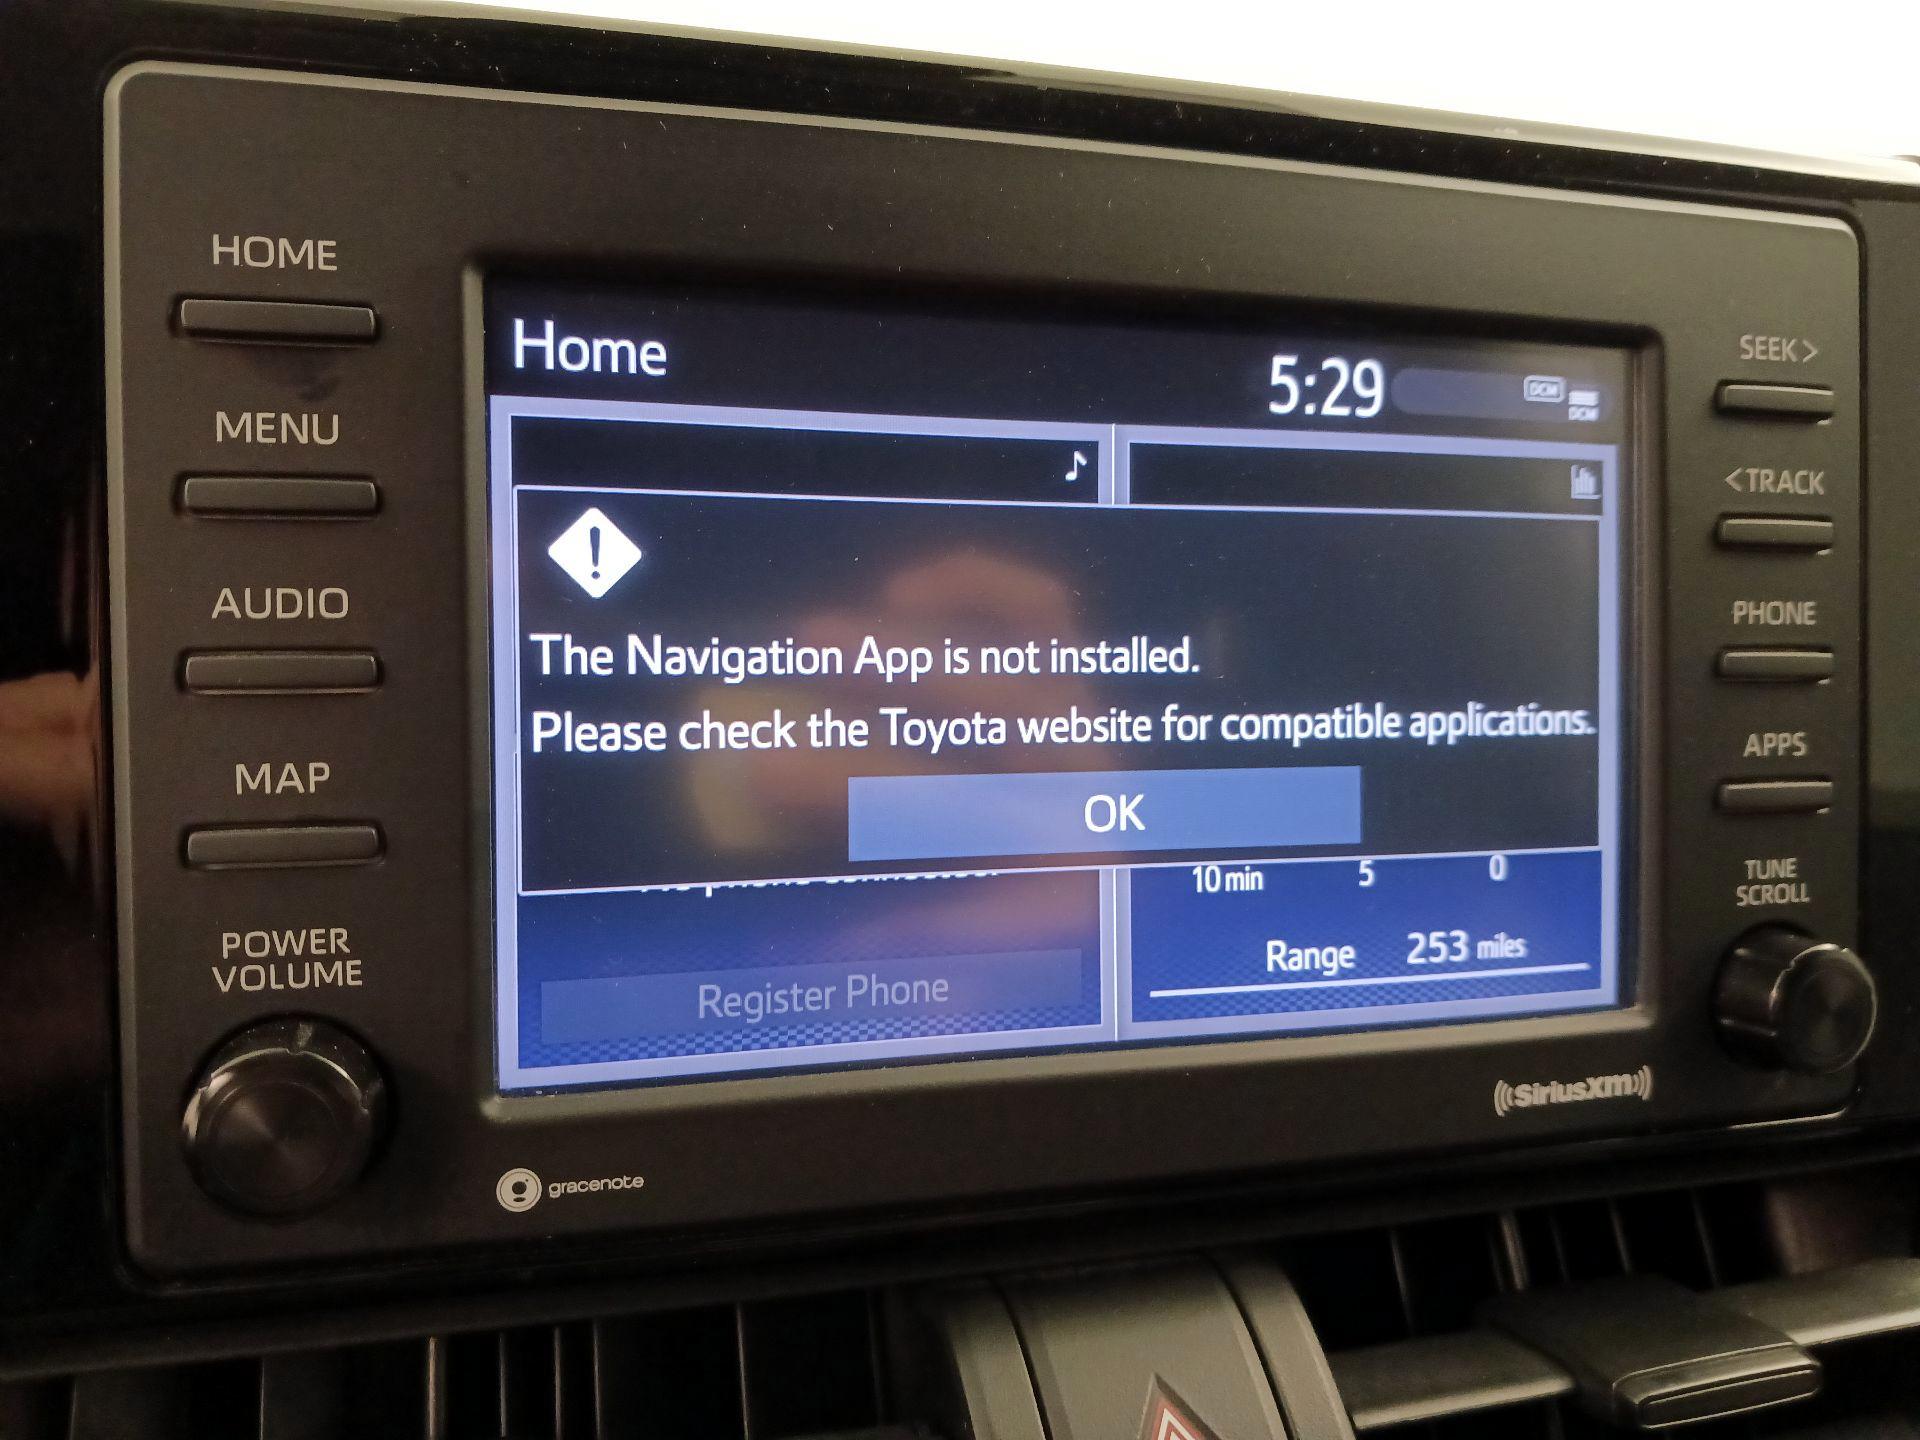 HOME
MENU
AUDIO
MAP
POWER
VOLUME
Home
5:29
DCM
DCM
The Navigation App is not installed.
Please check the Toyota website for compatible applications.
OK
10 min 5 0
Range 253 miles
Register Phone
SEEK >
< TRACK
PHONE
APPS
TUNE
SCROLL
gracenote
((SiriusXM))